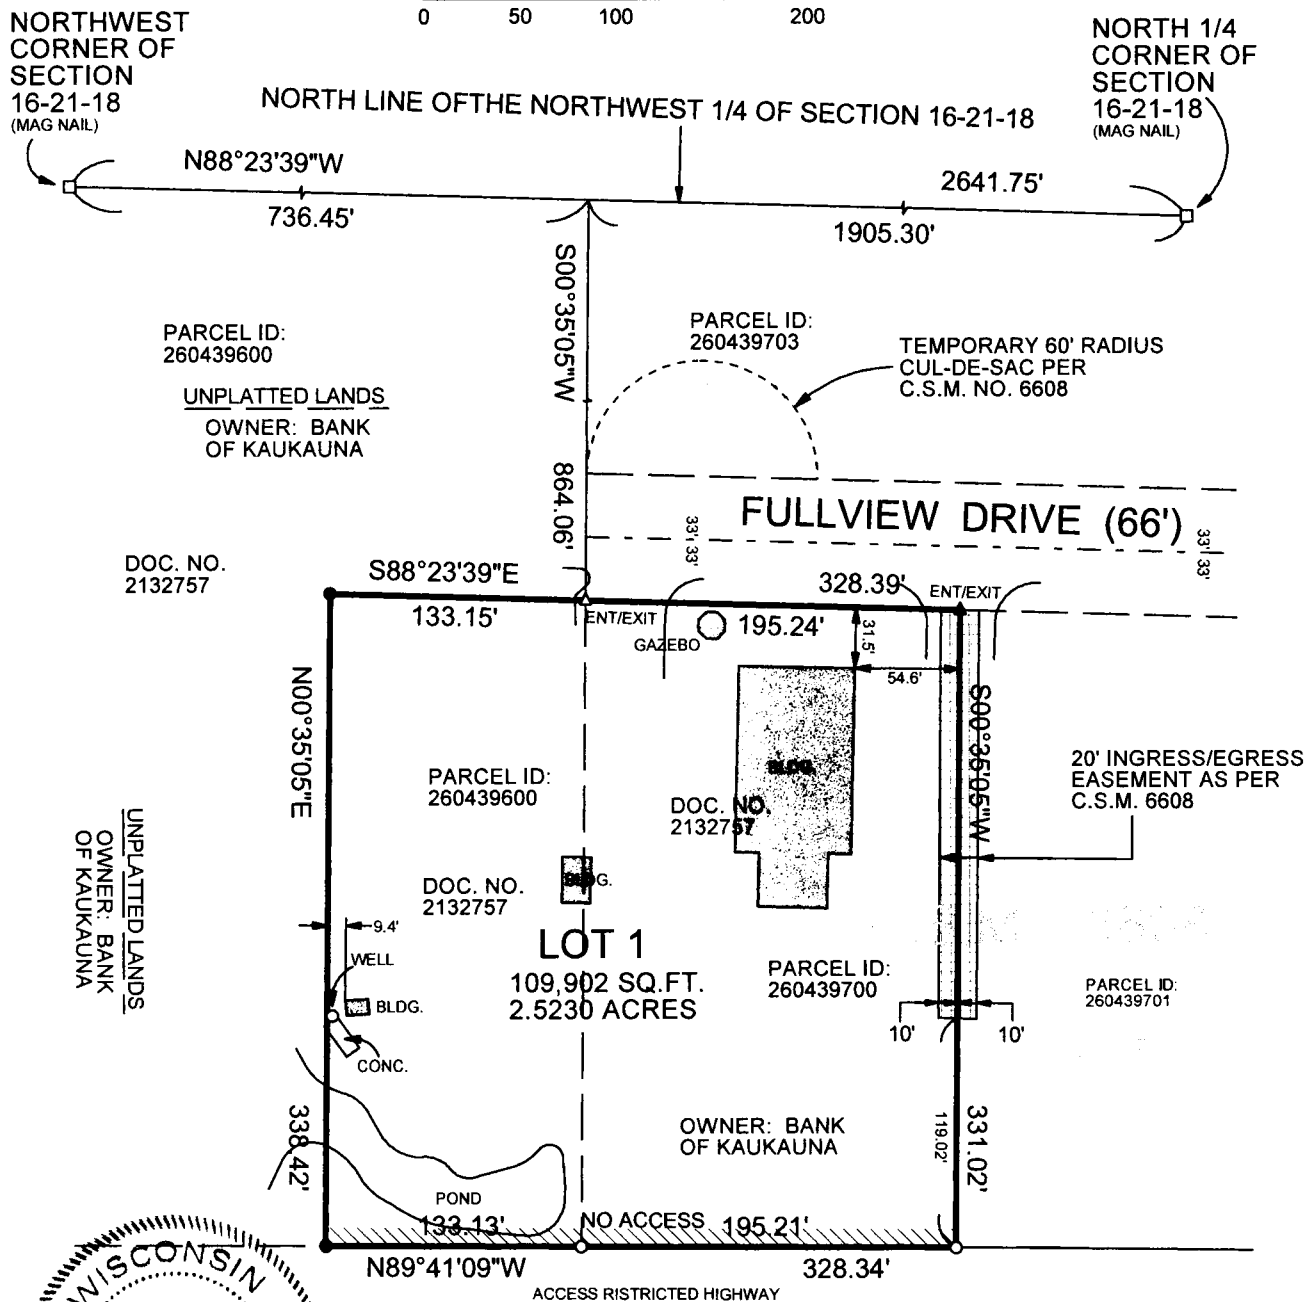 0 50 100 200
NORTHWEST
CORNER OF
SECTION
16-21-18
(MAG NAIL)
NORTH 1/4
CORNER OF
SECTION
16-21-18
(MAG NAIL)
NORTH LINE OFTHE NORTHWEST 1/4 OF SECTION 16-21-18
N88°23'39"W
2641.75'
736.45'
1905.30'
S00°35'05"W
864.06'
PARCEL ID:
260439600
UNPLATTED LANDS
OWNER: BANK
OF KAUKAUNA
PARCEL ID:
260439703
TEMPORARY 60' RADIUS
CUL-DE-SAC PER
C.S.M. NO. 6608
FULLVIEW DRIVE (66')
33' 33'
33' 33'
DOC. NO.
2132757
S88°23'39"E
328.39'
ENT/EXIT
133.15'
ENT/EXIT
195.24'
GAZEBO
31.5'
54.6'
N00°35'05"E
S00°35'05"W
20' INGRESS/EGRESS
EASEMENT AS PER
C.S.M. 6608
BLDG.
PARCEL ID:
260439600
DOC. NO.
2132757
UNPLATTED LANDS
OWNER: BANK
OF KAUKAUNA
BLDG.
DOC. NO.
2132757
9.4'
LOT 1
109,902 SQ.FT.
2.5230 ACRES
WELL
BLDG.
CONC.
PARCEL ID:
260439700
PARCEL ID:
260439701
10' 10'
338.42'
OWNER: BANK
OF KAUKAUNA
119.02'
331.02'
POND
133.13'
NO ACCESS
195.21'
N89°41'09"W
328.34'
ACCESS RISTRICTED HIGHWAY
WISCONSIN